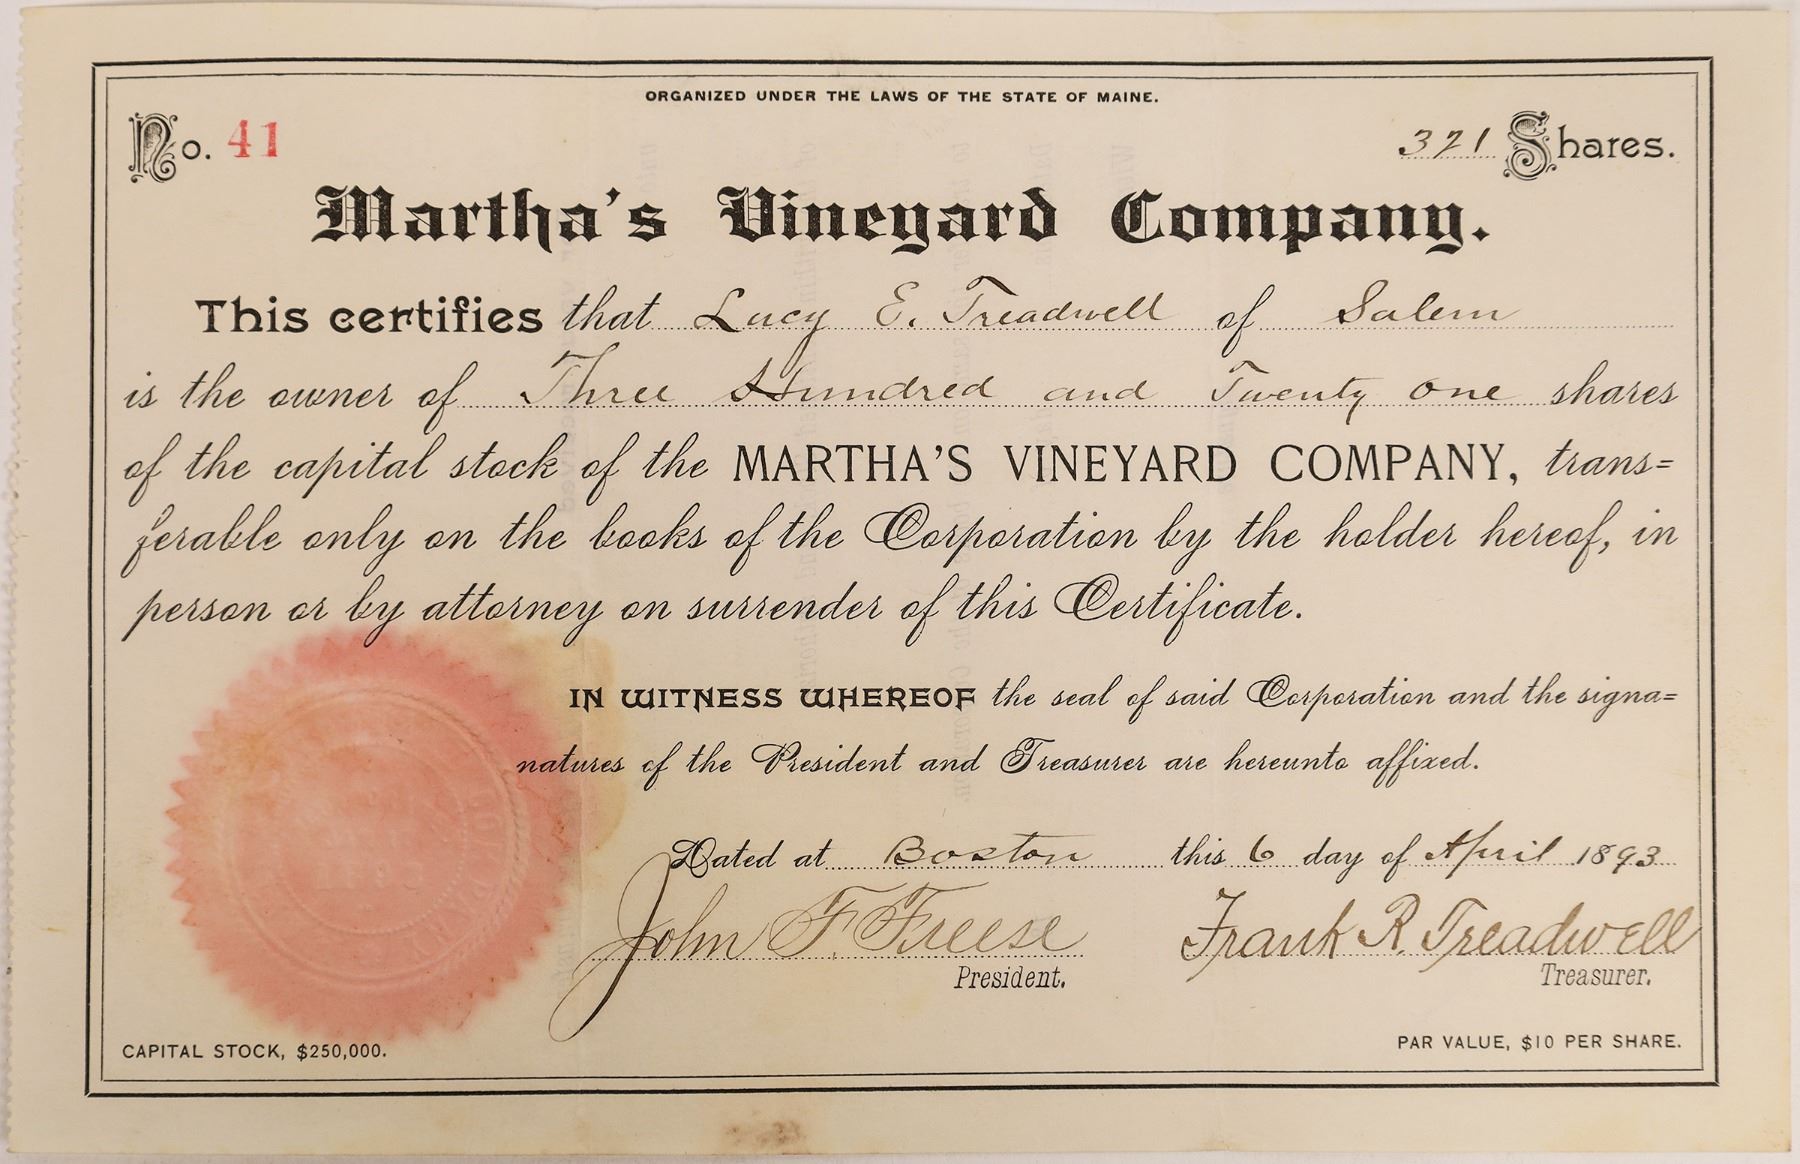 ORGANIZED UNDER THE LAWS OF THE STATE OF MAINE.
No. 41 321 Shares.
Martha's Vineyard Company.
This certifies that Lucy E. Treadwell of Salem
is the owner of Three Hundred and Twenty one shares
of the capital stock of the MARTHA'S VINEYARD COMPANY, trans=
ferable only on the books of the Corporation by the holder hereof, in
person or by attorney on surrender of this Certificate.
IN WITNESS WHEREOF the seal of said Corporation and the signa=
natures of the President and Treasurer are hereunto affixed.
Dated at Boston this 6 day of April 1893
John F. Freese Frank R. Treadwell
President. Treasurer.
CAPITAL STOCK, $250,000. PAR VALUE, $10 PER SHARE.